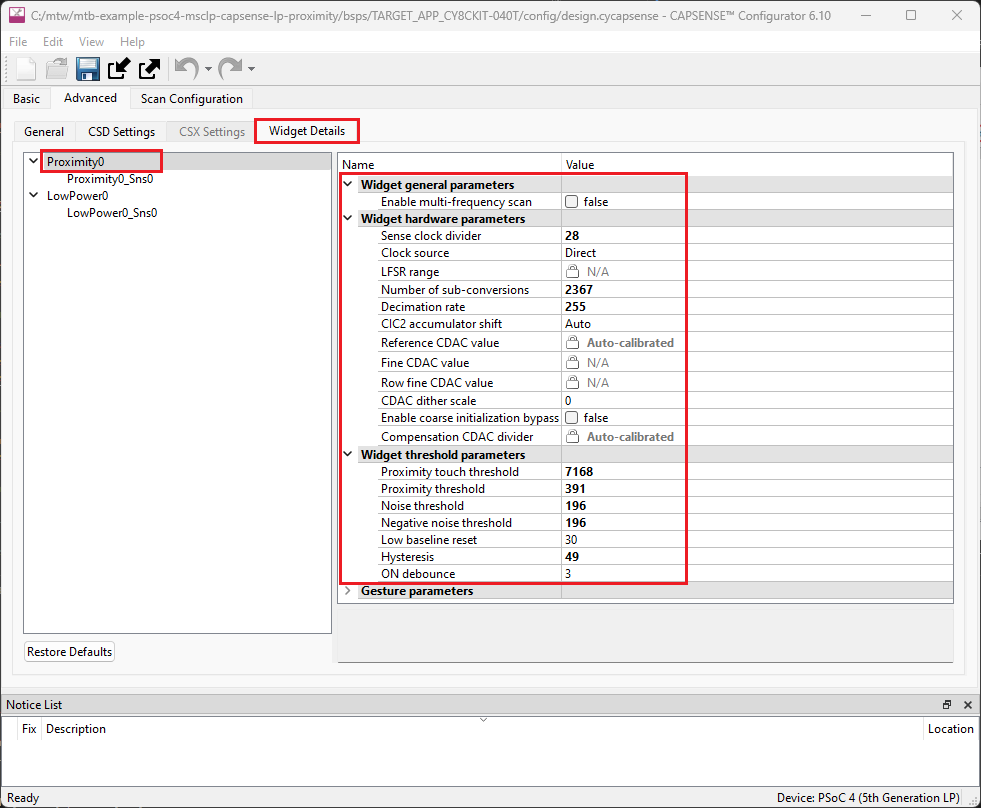 C:/mtw/mtb-example-psoc4-msclp-capsense-lp-proximity/bsps/TARGET_APP_CY8CKIT-040T/config/design.cycapsense - CAPSENSE™ Configurator 6.10
File Edit View Help
Basic Advanced Scan Configuration
General CSD Settings CSX Settings Widget Details
Proximity0
Proximity0_Sns0
LowPower0
LowPower0_Sns0
Restore Defaults
Name Value
Widget general parameters
Enable multi-frequency scan false
Widget hardware parameters
Sense clock divider 28
Clock source Direct
LFSR range N/A
Number of sub-conversions 2367
Decimation rate 255
CIC2 accumulator shift Auto
Reference CDAC value Auto-calibrated
Fine CDAC value N/A
Row fine CDAC value N/A
CDAC dither scale 0
Enable coarse initialization bypass false
Compensation CDAC divider Auto-calibrated
Widget threshold parameters
Proximity touch threshold 7168
Proximity threshold 391
Noise threshold 196
Negative noise threshold 196
Low baseline reset 30
Hysteresis 49
ON debounce 3
Gesture parameters
Notice List
Fix Description Location
Ready Device: PSoC 4 (5th Generation LP)